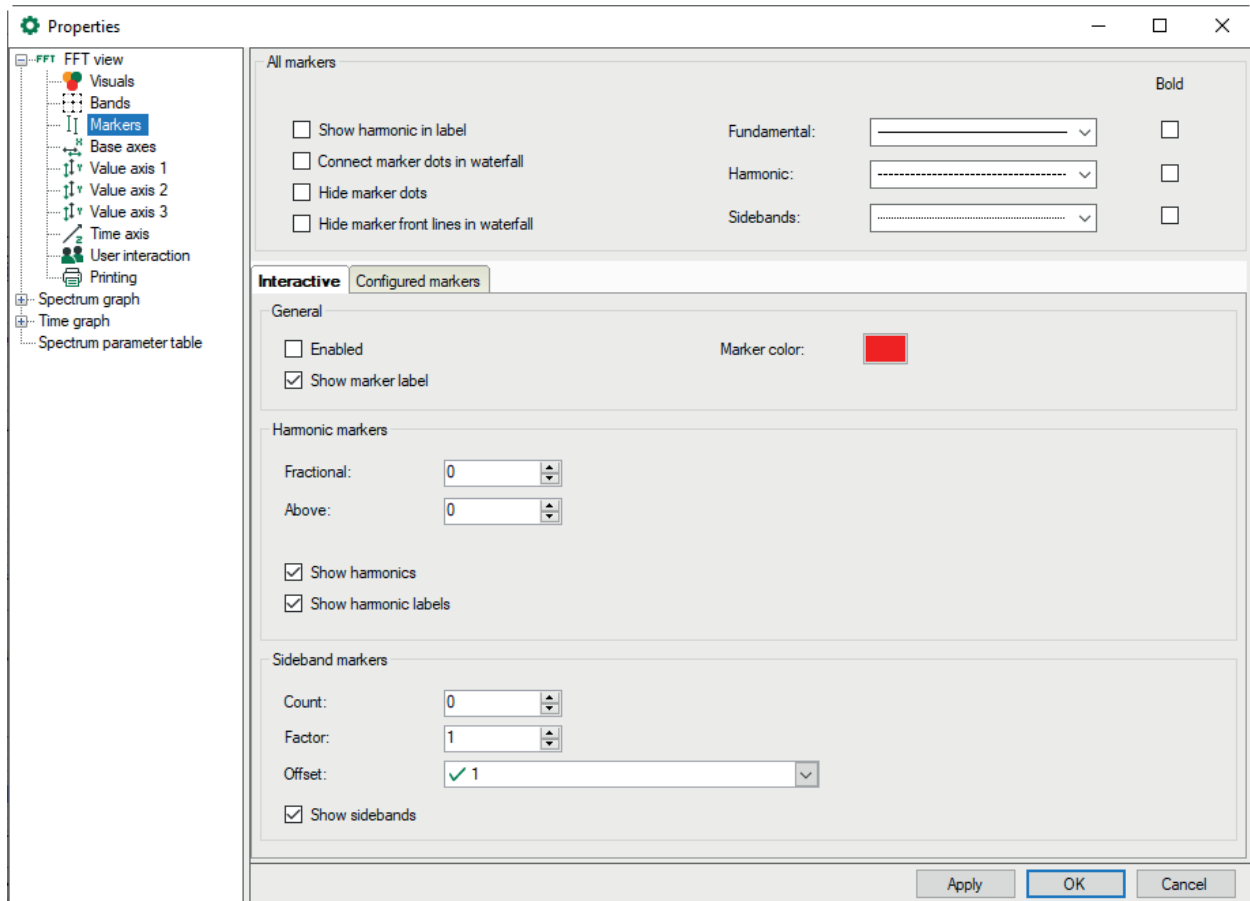 Properties
FFT FFT view
Visuals
Bands
Markers
X Base axes
Y Value axis 1
Y Value axis 2
Y Value axis 3
Z Time axis
User interaction
Printing
Spectrum graph
Time graph
Spectrum parameter table
All markers
Bold
Show harmonic in label
Connect marker dots in waterfall
Hide marker dots
Hide marker front lines in waterfall
Fundamental:
Harmonic:
Sidebands:
Interactive Configured markers
General
Enabled Marker color:
Show marker label
Harmonic markers
Fractional: 0
Above: 0
Show harmonics
Show harmonic labels
Sideband markers
Count: 0
Factor: 1
Offset: 1
Show sidebands
Apply OK Cancel